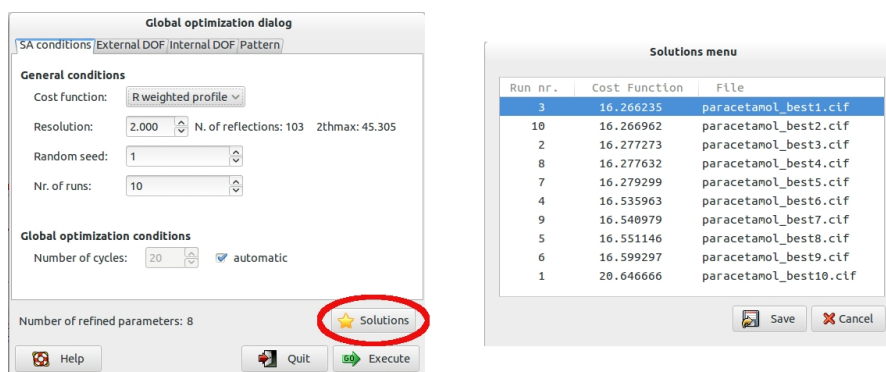 Global optimization dialog
SA conditions External DOF Internal DOF Pattern
General conditions
Cost function: R weighted profile
Resolution: 2.000 N. of reflections: 103 2thmax: 45.305
Random seed: 1
Nr. of runs: 10
Global optimization conditions
Number of cycles: 20 automatic
Number of refined parameters: 8 Solutions
Help Quit GO Execute
Solutions menu
Run nr. Cost Function File
3 16.266235 paracetamol_best1.cif
10 16.266962 paracetamol_best2.cif
2 16.277273 paracetamol_best3.cif
8 16.277632 paracetamol_best4.cif
7 16.279299 paracetamol_best5.cif
4 16.535963 paracetamol_best6.cif
9 16.540979 paracetamol_best7.cif
5 16.551146 paracetamol_best8.cif
6 16.599297 paracetamol_best9.cif
1 20.646666 paracetamol_best10.cif
Save Cancel